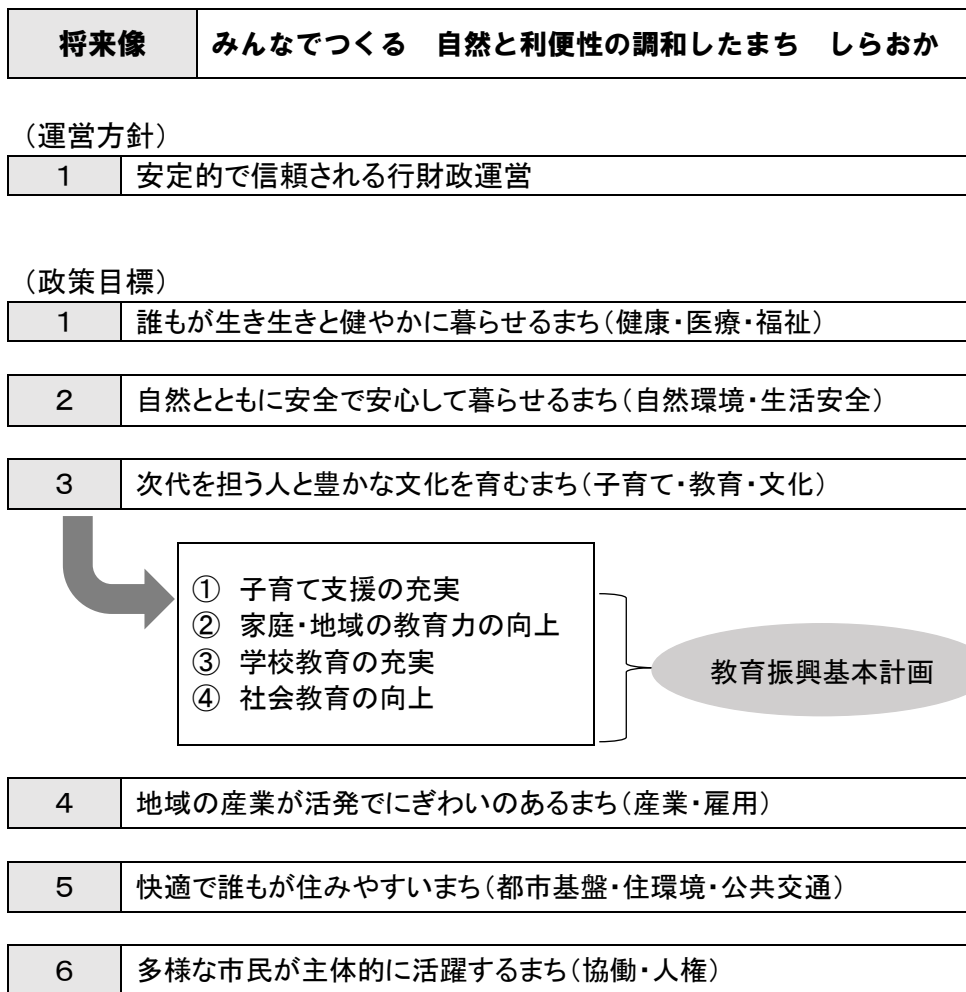 将来像 みんなでつくる 自然と利便性の調和したまち しらおか
（運営方針）
１ 安定的で信頼される行財政運営
（政策目標）
１ 誰もが生き生きと健やかに暮らせるまち（健康・医療・福祉）
２ 自然とともに安全で安心して暮らせるまち（自然環境・生活安全）
３ 次代を担う人と豊かな文化を育むまち（子育て・教育・文化）
① 子育て支援の充実
② 家庭・地域の教育力の向上
③ 学校教育の充実
④ 社会教育の向上
教育振興基本計画
４ 地域の産業が活発でにぎわいのあるまち（産業・雇用）
５ 快適で誰もが住みやすいまち（都市基盤・住環境・公共交通）
６ 多様な市民が主体的に活躍するまち（協働・人権）